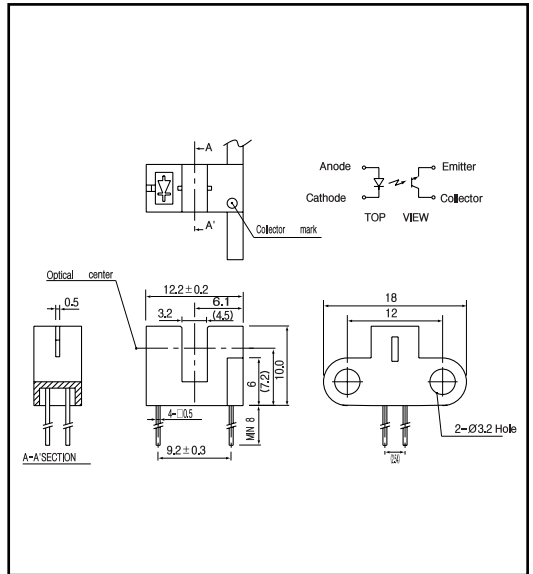 A
Anode
Emitter
Cathode
Collector
A'
Collector mark
TOP VIEW
Optical center
12.2±0.2
18
0.5
6.1
12
3.2
(4.5)
6
(7.2)
10.0
4-□0.5
MIN 8
2-Ø3.2 Hole
9.2±0.3
A-A'SECTION